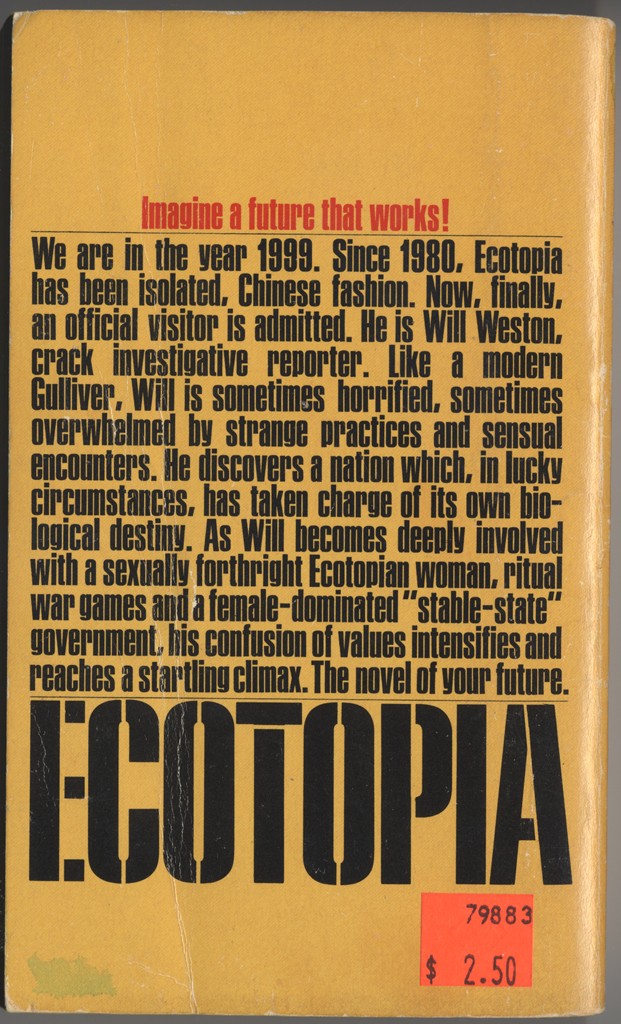 Imagine a future that works!
We are in the year 1999. Since 1980, Ecotopia
has been isolated, Chinese fashion. Now, finally,
an official visitor is admitted. He is Will Weston,
crack investigative reporter. Like a modern
Gulliver, Will is sometimes horrified, sometimes
overwhelmed by strange practices and sensual
encounters. He discovers a nation which, in lucky
circumstances, has taken charge of its own bio-
logical destiny. As Will becomes deeply involved
with a sexually forthright Ecotopian woman, ritual
war games and a female-dominated "stable-state"
government, his confusion of values intensifies and
reaches a startling climax. The novel of your future.
ECOTOPIA
79883
$ 2.50